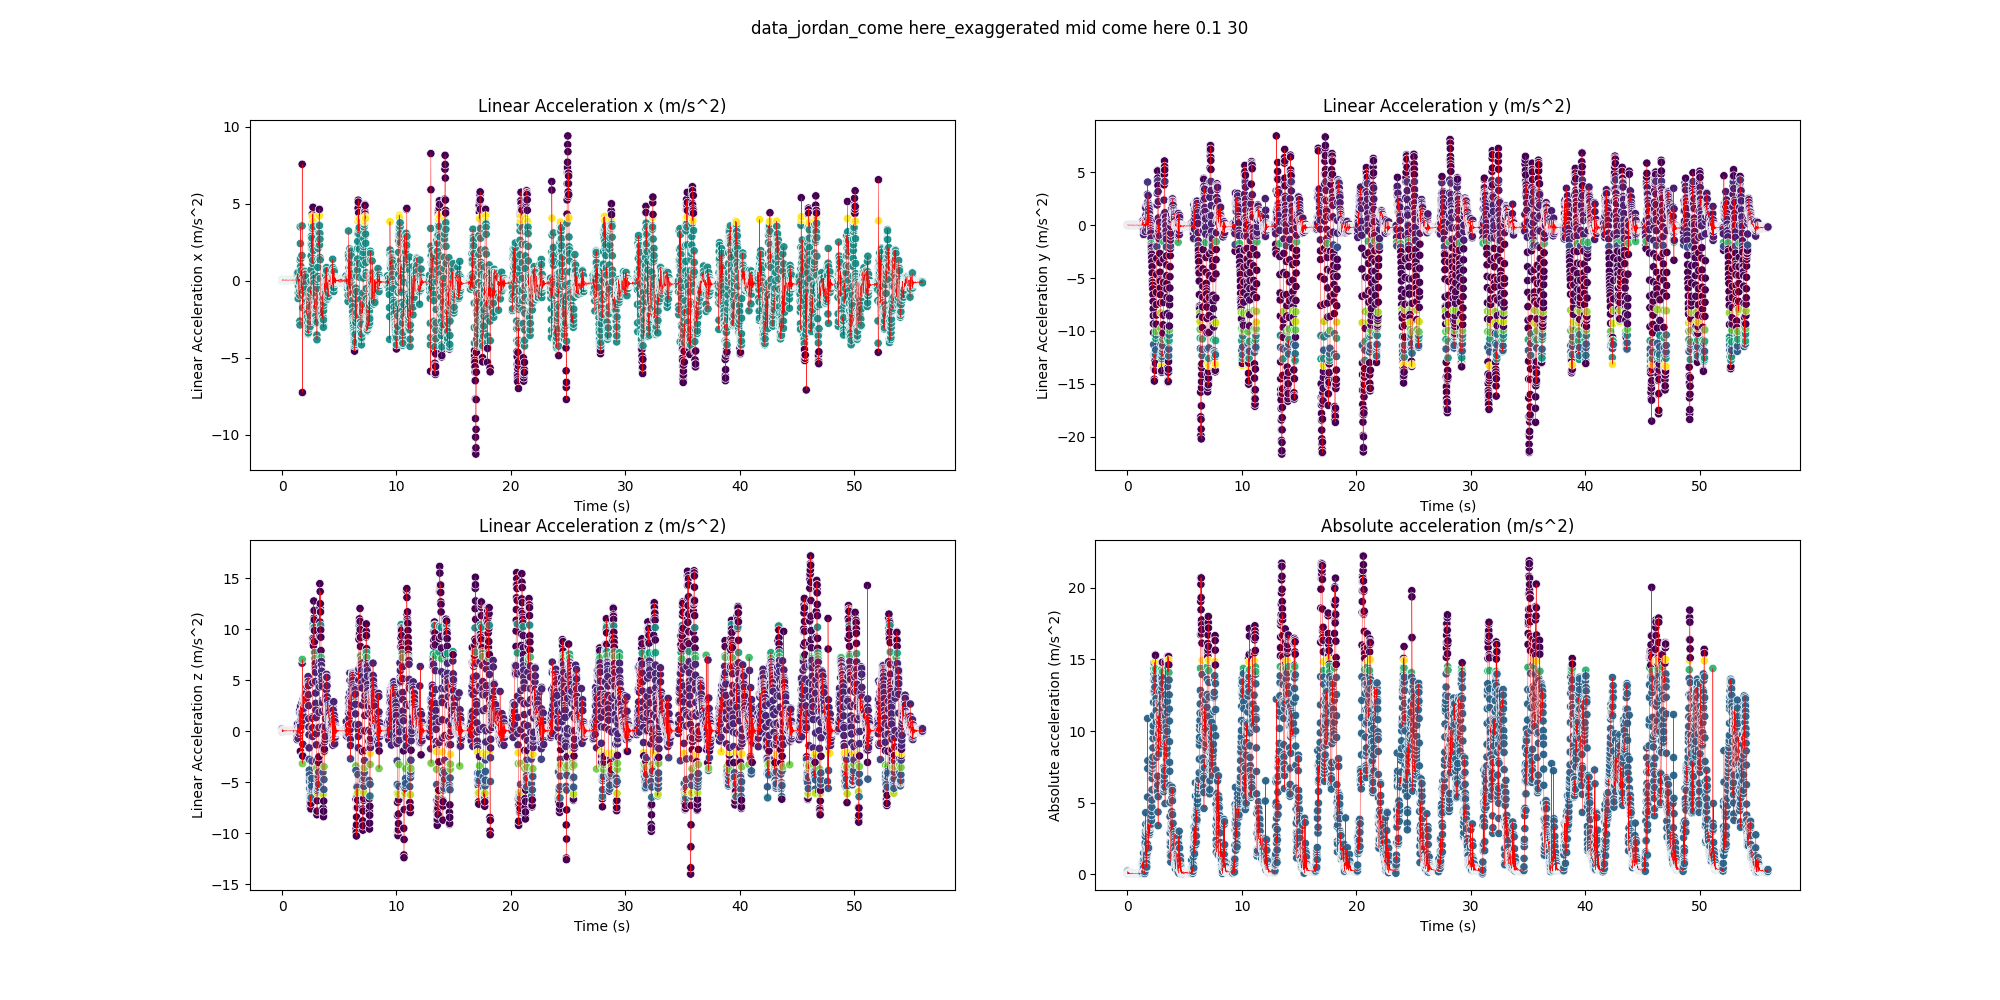 data_jordan_come here_exaggerated mid come here 0.1 30
Linear Acceleration x (m/s^2)
Linear Acceleration x (m/s^2)
10
5
0
−5
−10
0 10 20 30 40 50
Time (s)
Linear Acceleration y (m/s^2)
Linear Acceleration y (m/s^2)
5
0
−5
−10
−15
−20
0 10 20 30 40 50
Time (s)
Linear Acceleration z (m/s^2)
Linear Acceleration z (m/s^2)
15
10
5
0
−5
−10
−15
0 10 20 30 40 50
Time (s)
Absolute acceleration (m/s^2)
Absolute acceleration (m/s^2)
20
15
10
5
0
0 10 20 30 40 50
Time (s)